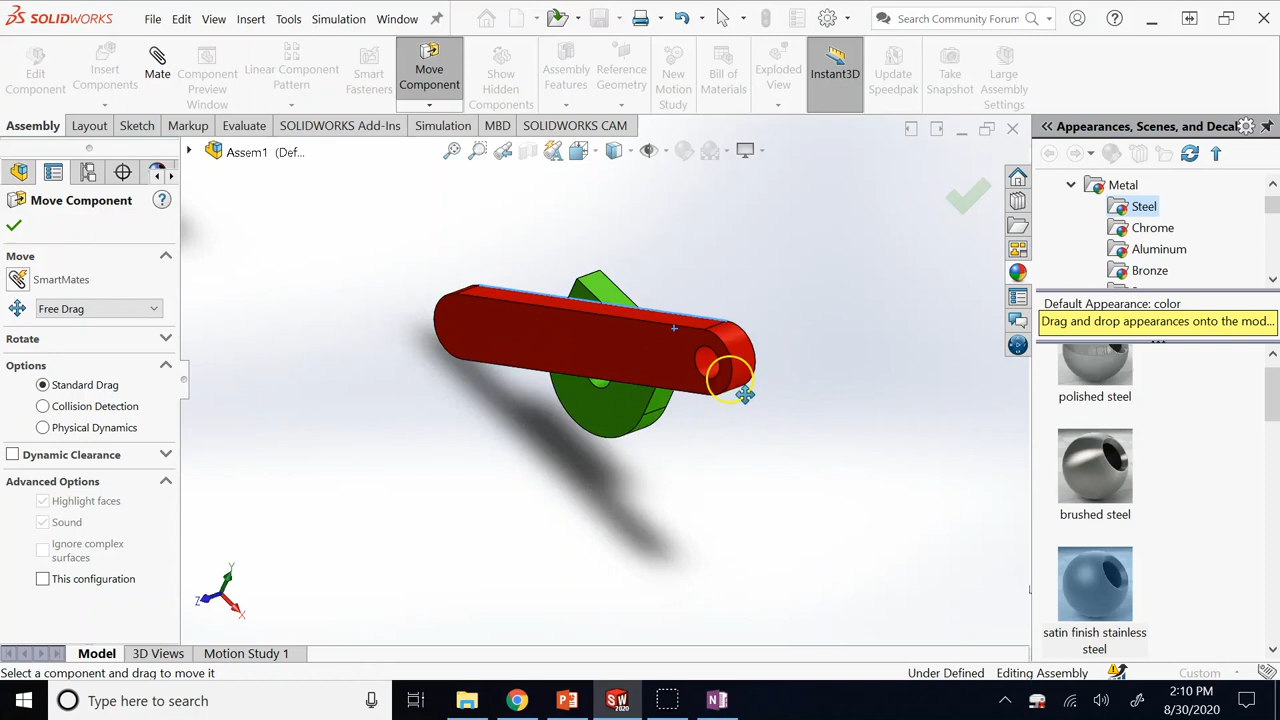 SOLIDWORKS File Edit View Insert Tools Simulation Window Search Community Forum
Edit Component
Insert Components
Mate
Component Preview Window
Linear Component Pattern
Smart Fasteners
Move Component
Show Hidden Components
Assembly Features
Reference Geometry
New Motion Study
Bill of Materials
Exploded View
Instant3D
Update Speedpak
Take Snapshot
Large Assembly Settings
Assembly Layout Sketch Markup Evaluate SOLIDWORKS Add-Ins Simulation MBD SOLIDWORKS CAM
Assem1 (Def...
Move Component
Move
SmartMates
Free Drag
Rotate
Options
Standard Drag
Collision Detection
Physical Dynamics
Dynamic Clearance
Advanced Options
Highlight faces
Sound
Ignore complex
surfaces
This configuration
Y
Z
X
Appearances, Scenes, and Decal
Metal
Steel
Chrome
Aluminum
Bronze
Default Appearance: color
Drag and drop appearances onto the mod...
polished steel
brushed steel
satin finish stainless
steel
Model 3D Views Motion Study 1
Select a component and drag to move it Under Defined Editing Assembly Custom
Type here to search
SW
2020
N
2:10 PM
8/30/2020